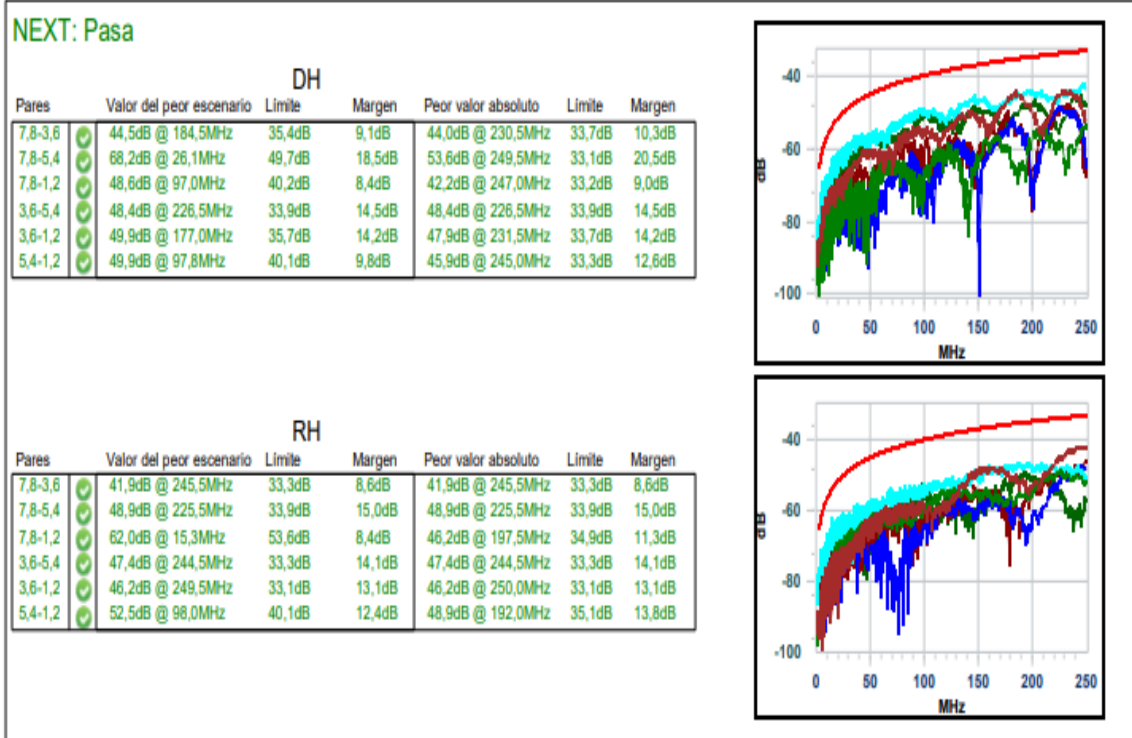 NEXT: Pasa
DH
Pares Valor del peor escenario Límite Margen Peor valor absoluto Límite Margen
7,8-3,6 44,5dB @ 184,5MHz 35,4dB 9,1dB 44,0dB @ 230,5MHz 33,7dB 10,3dB
7,8-5,4 68,2dB @ 26,1MHz 49,7dB 18,5dB 53,6dB @ 249,5MHz 33,1dB 20,5dB
7,8-1,2 48,6dB @ 97,0MHz 40,2dB 8,4dB 42,2dB @ 247,0MHz 33,2dB 9,0dB
3,6-5,4 48,4dB @ 226,5MHz 33,9dB 14,5dB 48,4dB @ 226,5MHz 33,9dB 14,5dB
3,6-1,2 49,9dB @ 177,0MHz 35,7dB 14,2dB 47,9dB @ 231,5MHz 33,7dB 14,2dB
5,4-1,2 49,9dB @ 97,8MHz 40,1dB 9,8dB 45,9dB @ 245,0MHz 33,3dB 12,6dB
-40
-60
-80
-100
dB
0 50 100 150 200 250
MHz
RH
Pares Valor del peor escenario Límite Margen Peor valor absoluto Límite Margen
7,8-3,6 41,9dB @ 245,5MHz 33,3dB 8,6dB 41,9dB @ 245,5MHz 33,3dB 8,6dB
7,8-5,4 48,9dB @ 225,5MHz 33,9dB 15,0dB 48,9dB @ 225,5MHz 33,9dB 15,0dB
7,8-1,2 62,0dB @ 15,3MHz 53,6dB 8,4dB 46,2dB @ 197,5MHz 34,9dB 11,3dB
3,6-5,4 47,4dB @ 244,5MHz 33,3dB 14,1dB 47,4dB @ 244,5MHz 33,3dB 14,1dB
3,6-1,2 46,2dB @ 249,5MHz 33,1dB 13,1dB 46,2dB @ 250,0MHz 33,1dB 13,1dB
5,4-1,2 52,5dB @ 98,0MHz 40,1dB 12,4dB 48,9dB @ 192,0MHz 35,1dB 13,8dB
-40
-60
-80
-100
dB
0 50 100 150 200 250
MHz